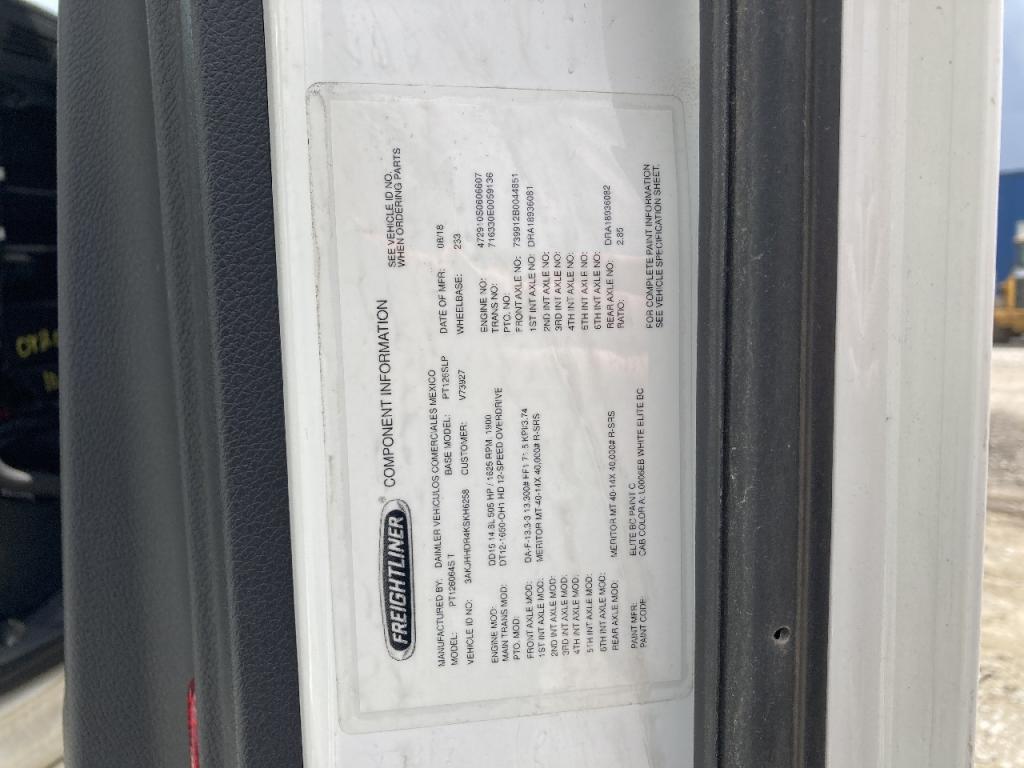 FREIGHTLINER® COMPONENT INFORMATION SEE VEHICLE ID NO.
WHEN ORDERING PARTS
MANUFACTURED BY: DAIMLER VEHICULOS COMERCIALES MEXICO DATE OF MFR: 08/18
MODEL: PT126064S T BASE MODEL: PT126SLP
VEHICLE ID NO: 3AKJHHDR4KSKH6258 CUSTOMER: V73927 WHEELBASE: 233
ENGINE MOD: DD15 14.8L 505 HP / 1625 RPM 1900 ENGINE NO: 472910S0606607
MAIN TRANS MOD: DT12-1650-OH1 HD 12-SPEED OVERDRIVE TRANS NO: 716330E0059136
PTO. MOD: PTO. NO:
FRONT AXLE MOD: DA-F-13.3-3 13,300# FF1 71.5 KPI/3.74 FRONT AXLE NO: 739912B0044851
1ST INT AXLE MOD: MERITOR MT-40-14X 40,000# R-SRS 1ST INT AXLE NO: DRA18936081
2ND INT AXLE MOD: 2ND INT AXLE NO:
3RD INT AXLE MOD: 3RD INT AXLE NO:
4TH INT AXLE MOD: 4TH INT AXLE NO:
5TH INT AXLE MOD: 5TH INT AXLE NO:
6TH INT AXLE MOD: 6TH INT AXLE NO:
REAR AXLE MOD: MERITOR MT-40-14X 40,000# R-SRS REAR AXLE NO: DRA18936082
RATIO: 2.85
PAINT MFR: ELITE BC PAINT C FOR COMPLETE PAINT INFORMATION
PAINT CODE: CAB COLOR A: L0006EB WHITE ELITE BC SEE VEHICLE SPECIFICATION SHEET.